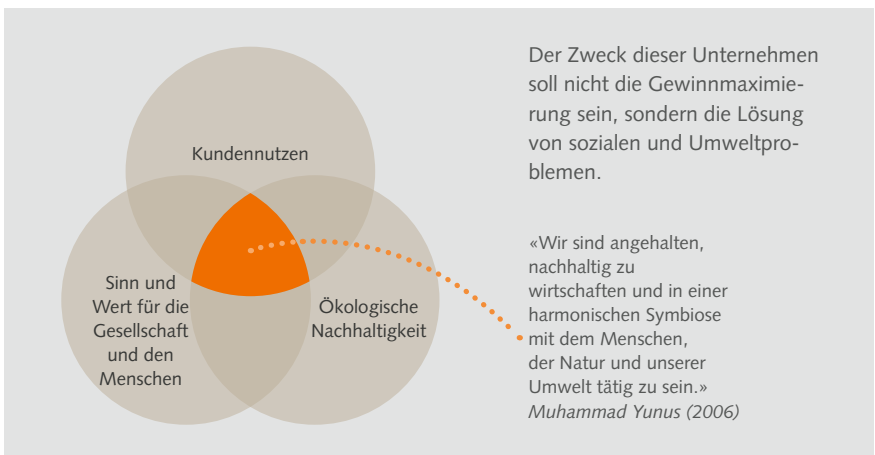 Kundennutzen
Sinn und
Wert für die
Gesellschaft
und den
Menschen
Ökologische
Nachhaltigkeit
Der Zweck dieser Unternehmen
soll nicht die Gewinnmaximie-
rung sein, sondern die Lösung
von sozialen und Umweltpro-
blemen.
«Wir sind angehalten,
nachhaltig zu
wirtschaften und in einer
harmonischen Symbiose
mit dem Menschen,
der Natur und unserer
Umwelt tätig zu sein.»
Muhammad Yunus (2006)